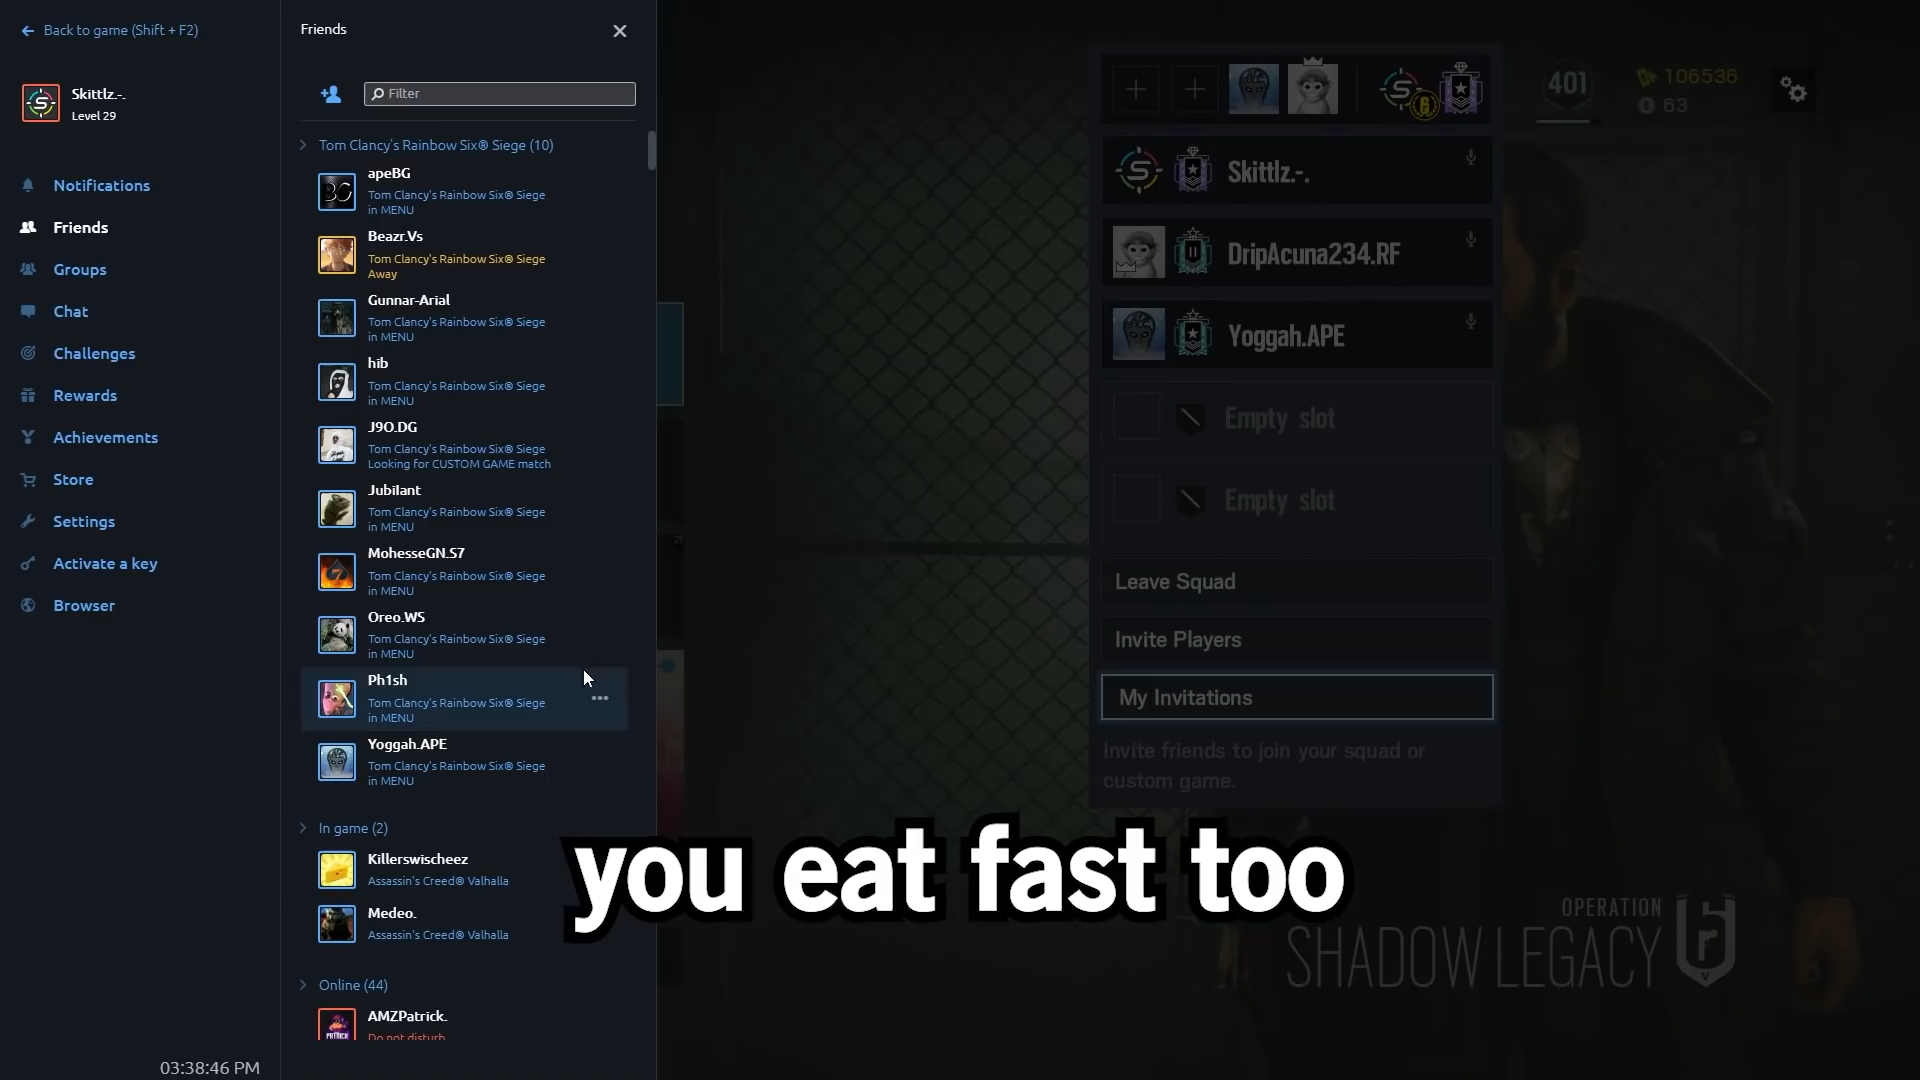 Back to game (Shift + F2)
Skittlz.-.
Level 29
Notifications
Friends
Groups
Chat
Challenges
Rewards
Achievements
Store
Settings
Activate a key
Browser
03:38:46 PM
Friends
Filter
Tom Clancy's Rainbow Six® Siege (10)
apeBG
Tom Clancy's Rainbow Six® Siege
in MENU
Beazr.Vs
Tom Clancy's Rainbow Six® Siege
Away
Gunnar-Arial
Tom Clancy's Rainbow Six® Siege
in MENU
hib
Tom Clancy's Rainbow Six® Siege
in MENU
J9O.DG
Tom Clancy's Rainbow Six® Siege
Looking for CUSTOM GAME match
Jubilant
Tom Clancy's Rainbow Six® Siege
in MENU
MohesseGN.S7
Tom Clancy's Rainbow Six® Siege
in MENU
Oreo.WS
Tom Clancy's Rainbow Six® Siege
in MENU
Ph1sh
Tom Clancy's Rainbow Six® Siege
in MENU
Yoggah.APE
Tom Clancy's Rainbow Six® Siege
in MENU
In game (2)
Killerswischeez
Assassin's Creed® Valhalla
Medeo.
Assassin's Creed® Valhalla
Online (44)
AMZPatrick.
Do not disturb
401
106536
63
Skittlz.-.
DripAcuna234.RF
Yoggah.APE
Empty slot
Empty slot
Leave Squad
Invite Players
My Invitations
Invite friends to join your squad or
custom game.
you eat fast too
OPERATION
SHADOW LEGACY